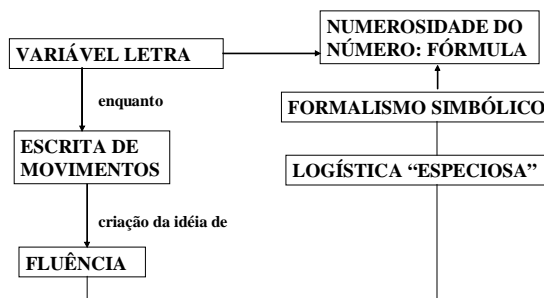 NUMEROSIDADE DO
NÚMERO: FÓRMULA
VARIÁVEL LETRA
enquanto
FORMALISMO SIMBÓLICO
ESCRITA DE
MOVIMENTOS
LOGÍSTICA “ESPECIOSA”
criação da idéia de
FLUÊNCIA